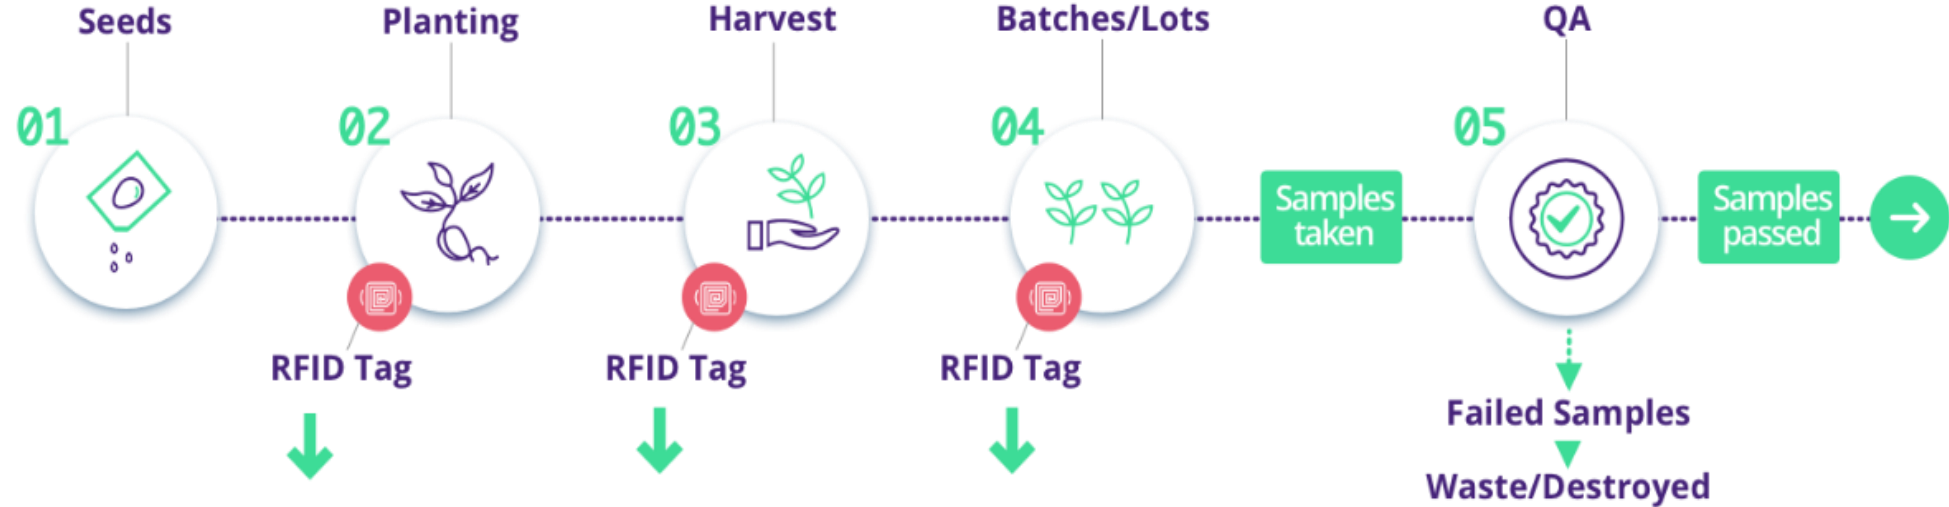 Seeds
Planting
Harvest
Batches/Lots
QA
01
02
03
04
05
Samples
taken
Samples
passed
RFID Tag
RFID Tag
RFID Tag
Failed Samples
Waste/Destroyed